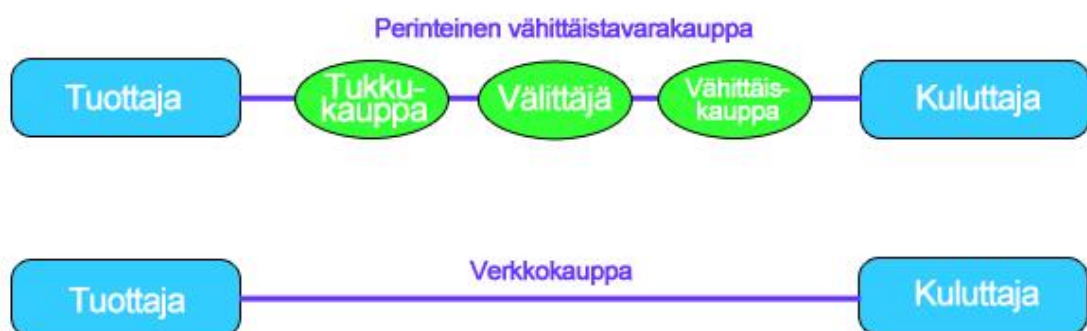 Perinteinen vähittäistavarakauppa
Tuottaja
Tukku-
kauppa
Välittäjä
Vähittäis-
kauppa
Kuluttaja
Verkkokauppa
Tuottaja
Kuluttaja